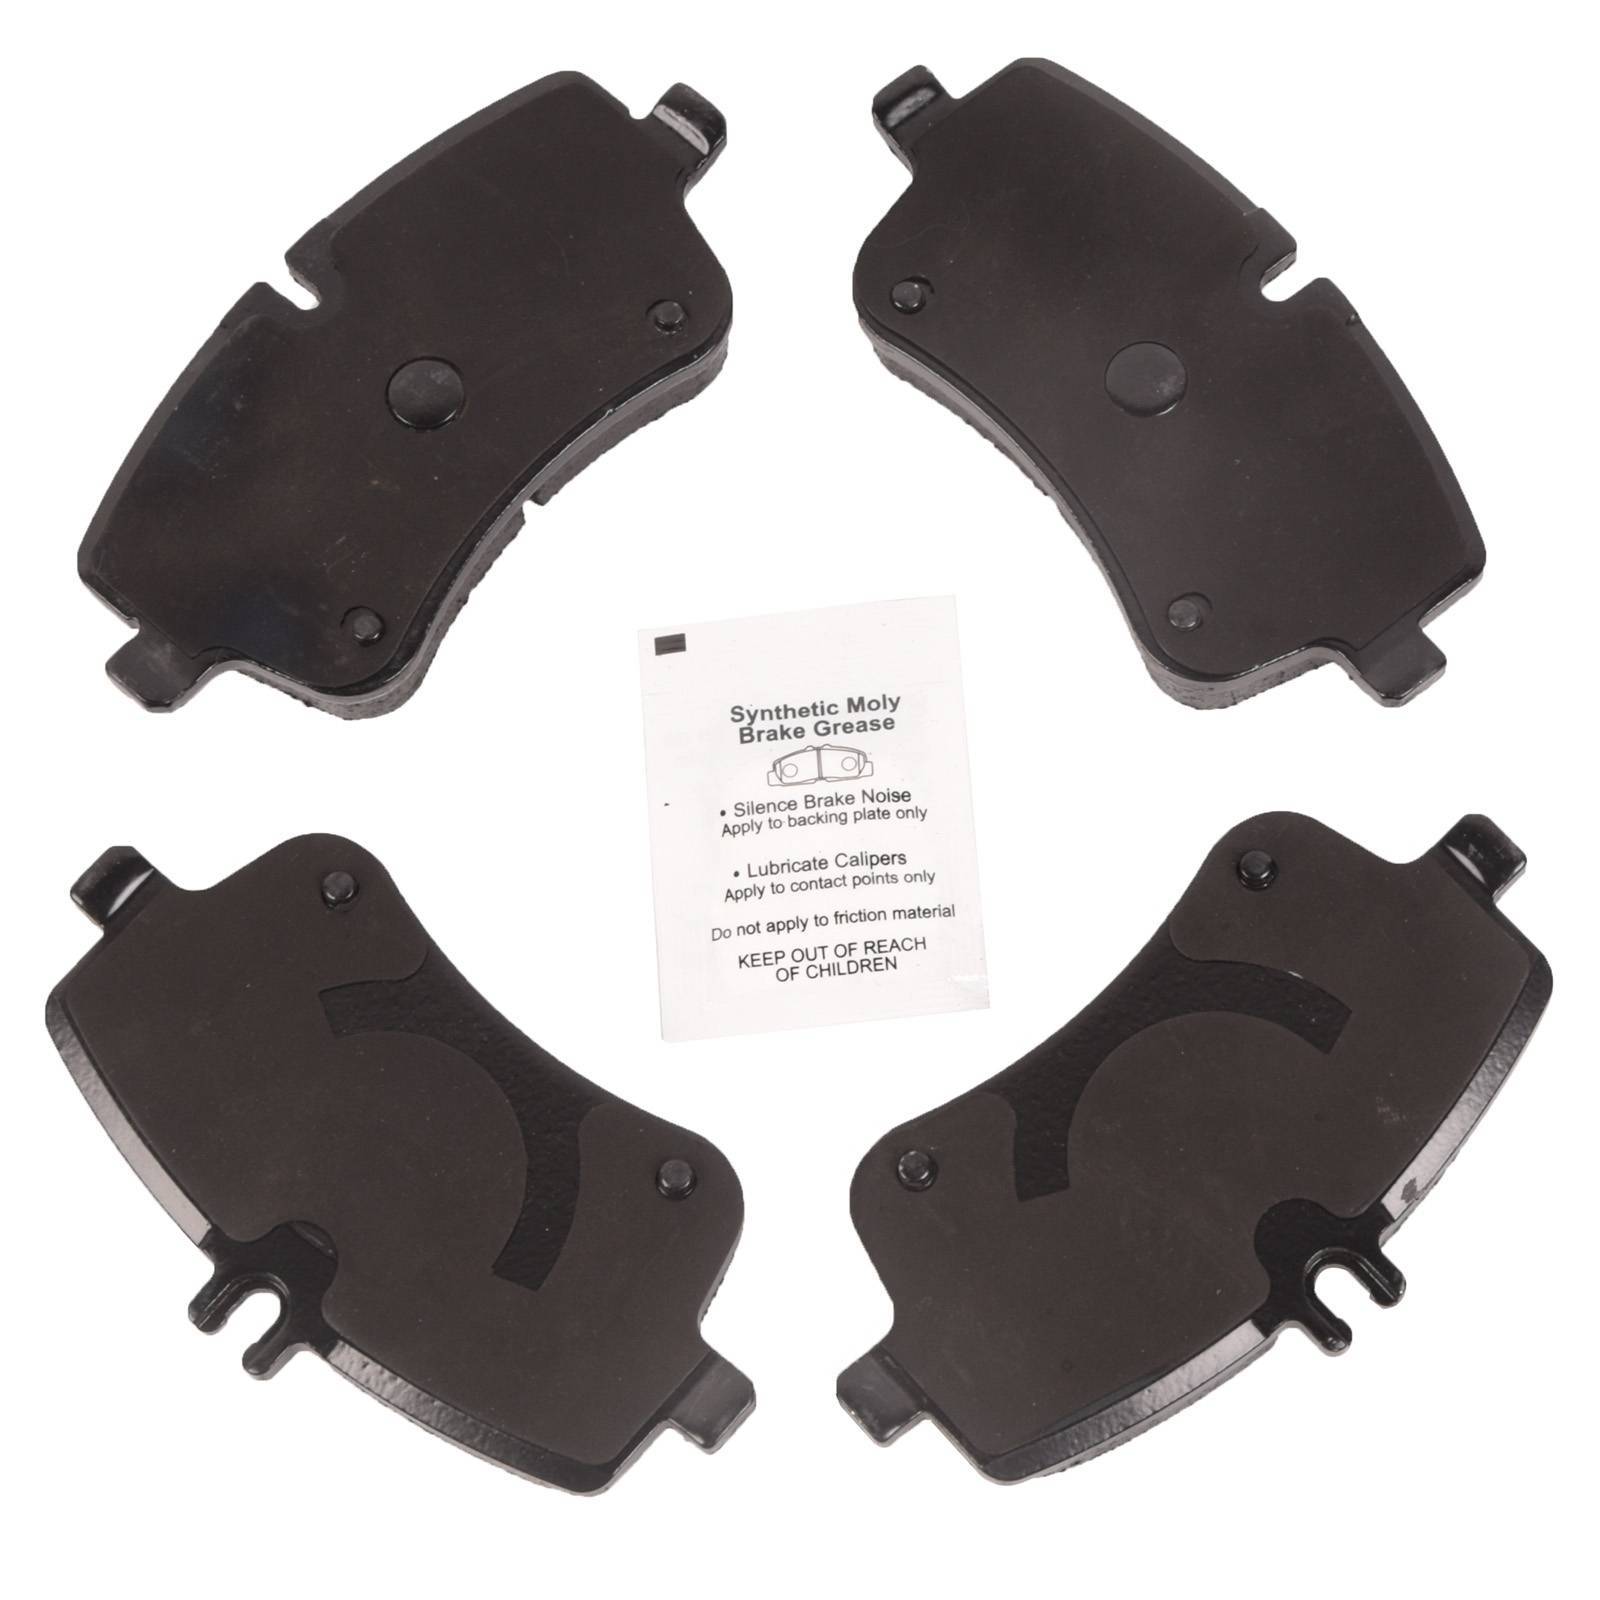 Synthetic Moly
Brake Grease
• Silence Brake Noise
Apply to backing plate only
• Lubricate Calipers
Apply to contact points only
Do not apply to friction material
KEEP OUT OF REACH
OF CHILDREN